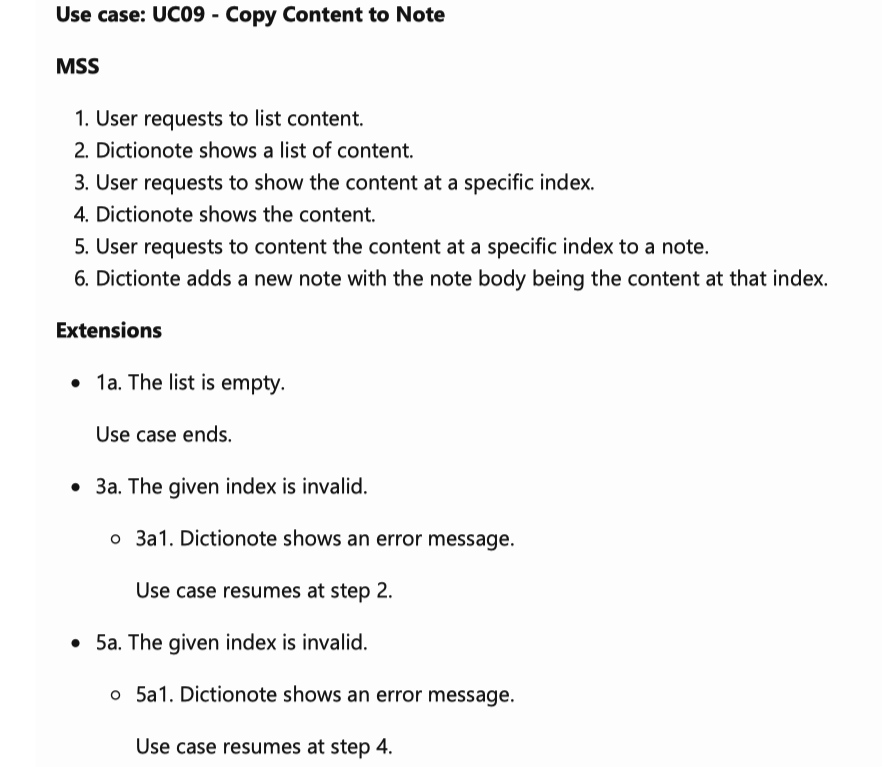 Use case: UC09 - Copy Content to Note
MSS
1. User requests to list content.
2. Dictionote shows a list of content.
3. User requests to show the content at a specific index.
4. Dictionote shows the content.
5. User requests to content the content at a specific index to a note.
6. Dictionte adds a new note with the note body being the content at that index.
Extensions
• 1a. The list is empty.
Use case ends.
• 3a. The given index is invalid.
○ 3a1. Dictionote shows an error message.
Use case resumes at step 2.
• 5a. The given index is invalid.
○ 5a1. Dictionote shows an error message.
Use case resumes at step 4.